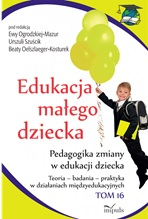 pod redakcją
Ewy Ogrodzkiej-Mazur
Urszuli Szuścik
Beaty Oelszlaeger-Kosturek
Edukacja
małego
dziecka
Pedagogika zmiany
w edukacji dziecka
Teoria – badania – praktyka
w działaniach międzyedukacyjnych
TOM 16
impuls